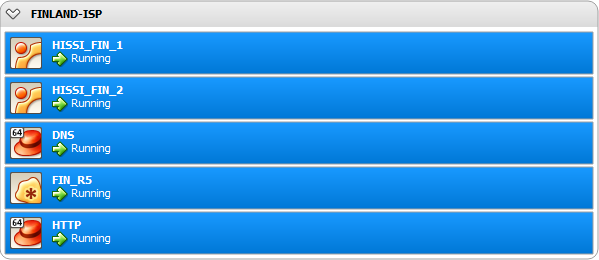 FINLAND-ISP
HISSI_FIN_1
Running
HISSI_FIN_2
Running
64
DNS
Running
FIN_R5
Running
64
HTTP
Running